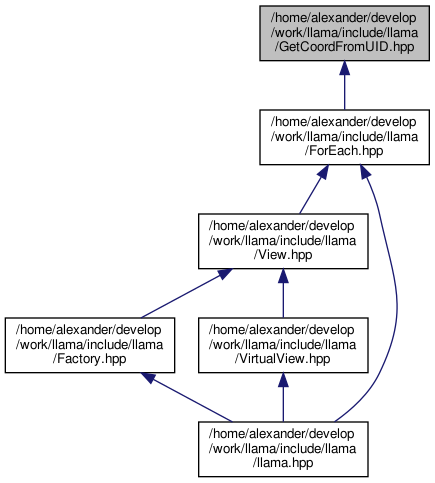 /home/alexander/develop
/work/llama/include/llama
/GetCoordFromUID.hpp
/home/alexander/develop
/work/llama/include/llama
/ForEach.hpp
/home/alexander/develop
/work/llama/include/llama
/View.hpp
/home/alexander/develop
/work/llama/include/llama
/Factory.hpp
/home/alexander/develop
/work/llama/include/llama
/VirtualView.hpp
/home/alexander/develop
/work/llama/include/llama
/llama.hpp